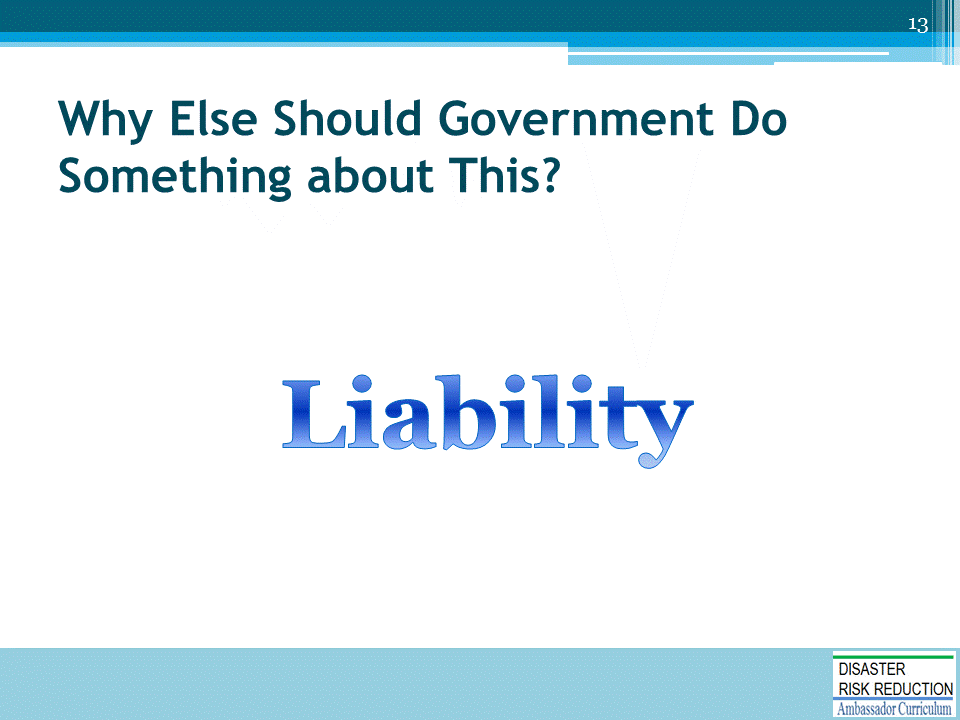 13
Why Else Should Government Do
Something about This?
Liability
DISASTER
RISK REDUCTION
Ambassador Curriculum